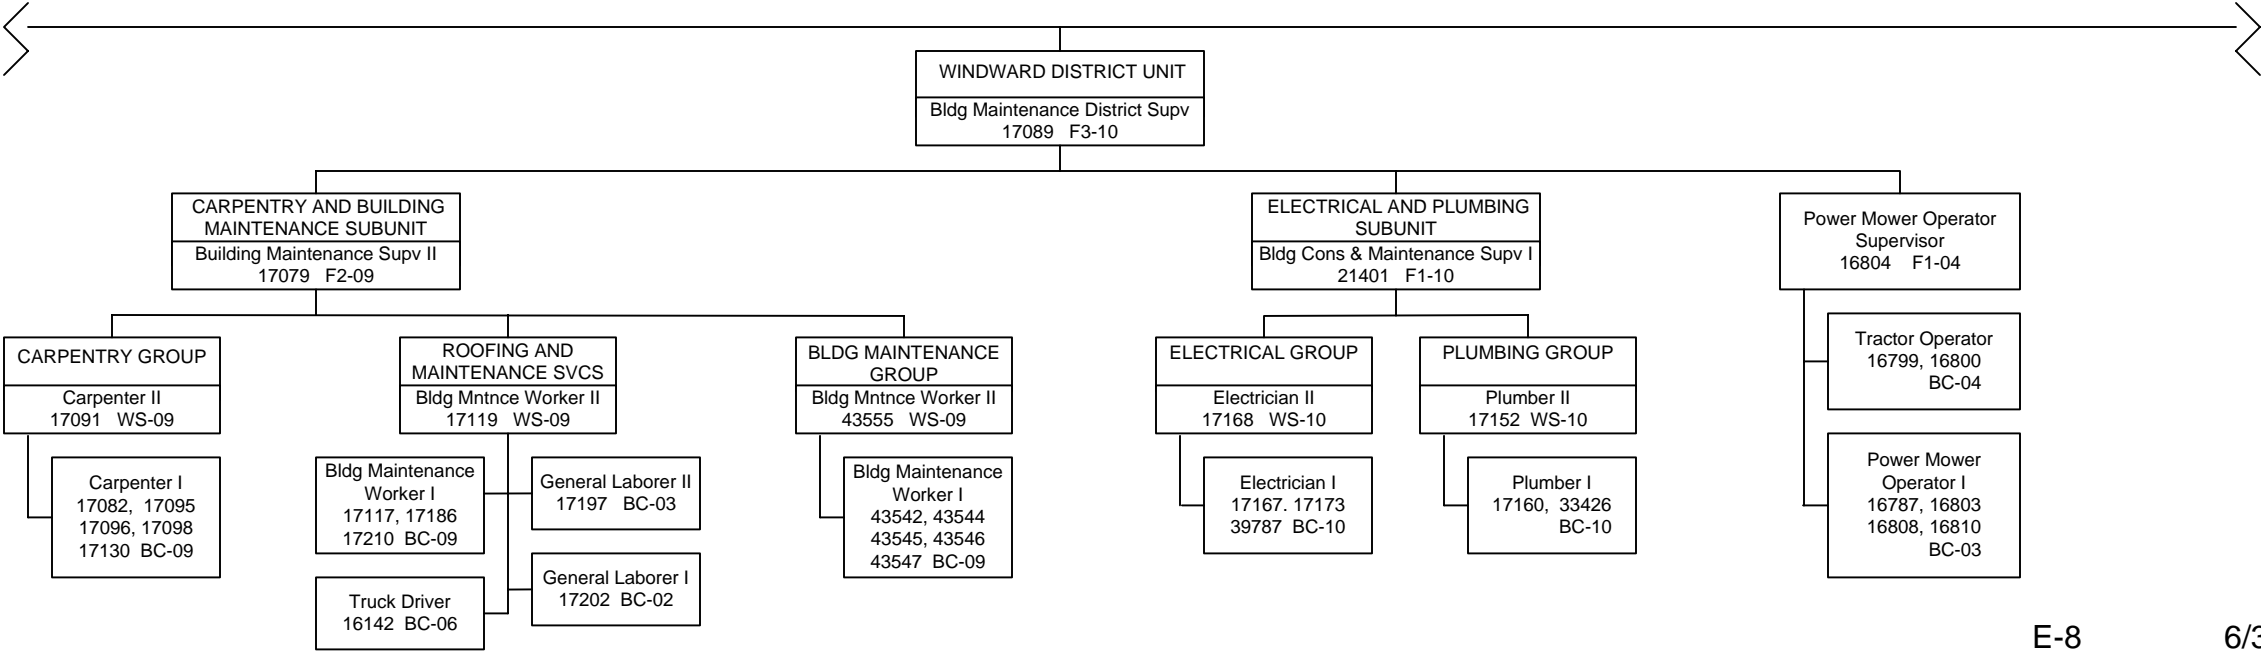 WINDWARD DISTRICT UNIT
Bldg Maintenance District Supv
17089 F3-10
CARPENTRY AND BUILDING
MAINTENANCE SUBUNIT
Building Maintenance Supv II
17079 F2-09
ELECTRICAL AND PLUMBING
SUBUNIT
Bldg Cons & Maintenance Supv I
21401 F1-10
Power Mower Operator
Supervisor
16804 F1-04
CARPENTRY GROUP
Carpenter II
17091 WS-09
Carpenter I
17082, 17095
17096, 17098
17130 BC-09
ROOFING AND
MAINTENANCE SVCS
Bldg Mntnce Worker II
17119 WS-09
Bldg Maintenance
Worker I
17117, 17186
17210 BC-09
General Laborer II
17197 BC-03
Truck Driver
16142 BC-06
General Laborer I
17202 BC-02
BLDG MAINTENANCE
GROUP
Bldg Mntnce Worker II
43555 WS-09
Bldg Maintenance
Worker I
43542, 43544
43545, 43546
43547 BC-09
ELECTRICAL GROUP
Electrician II
17168 WS-10
Electrician I
17167. 17173
39787 BC-10
PLUMBING GROUP
Plumber II
17152 WS-10
Plumber I
17160, 33426
BC-10
Tractor Operator
16799, 16800
BC-04
Power Mower
Operator I
16787, 16803
16808, 16810
BC-03
E-8
6/3